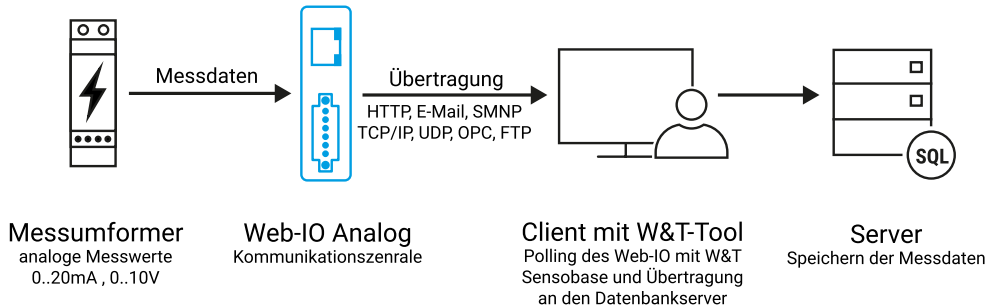 Messdaten
Übertragung
HTTP, E-Mail, SMNP
TCP/IP, UDP, OPC, FTP
SQL
Messumformer
analoge Messwerte
0..20mA , 0..10V
Web-IO Analog
Kommunikationszenrale
Client mit W&T-Tool
Polling des Web-IO mit W&T
Sensobase und Übertragung
an den Datenbankserver
Server
Speichern der Messdaten